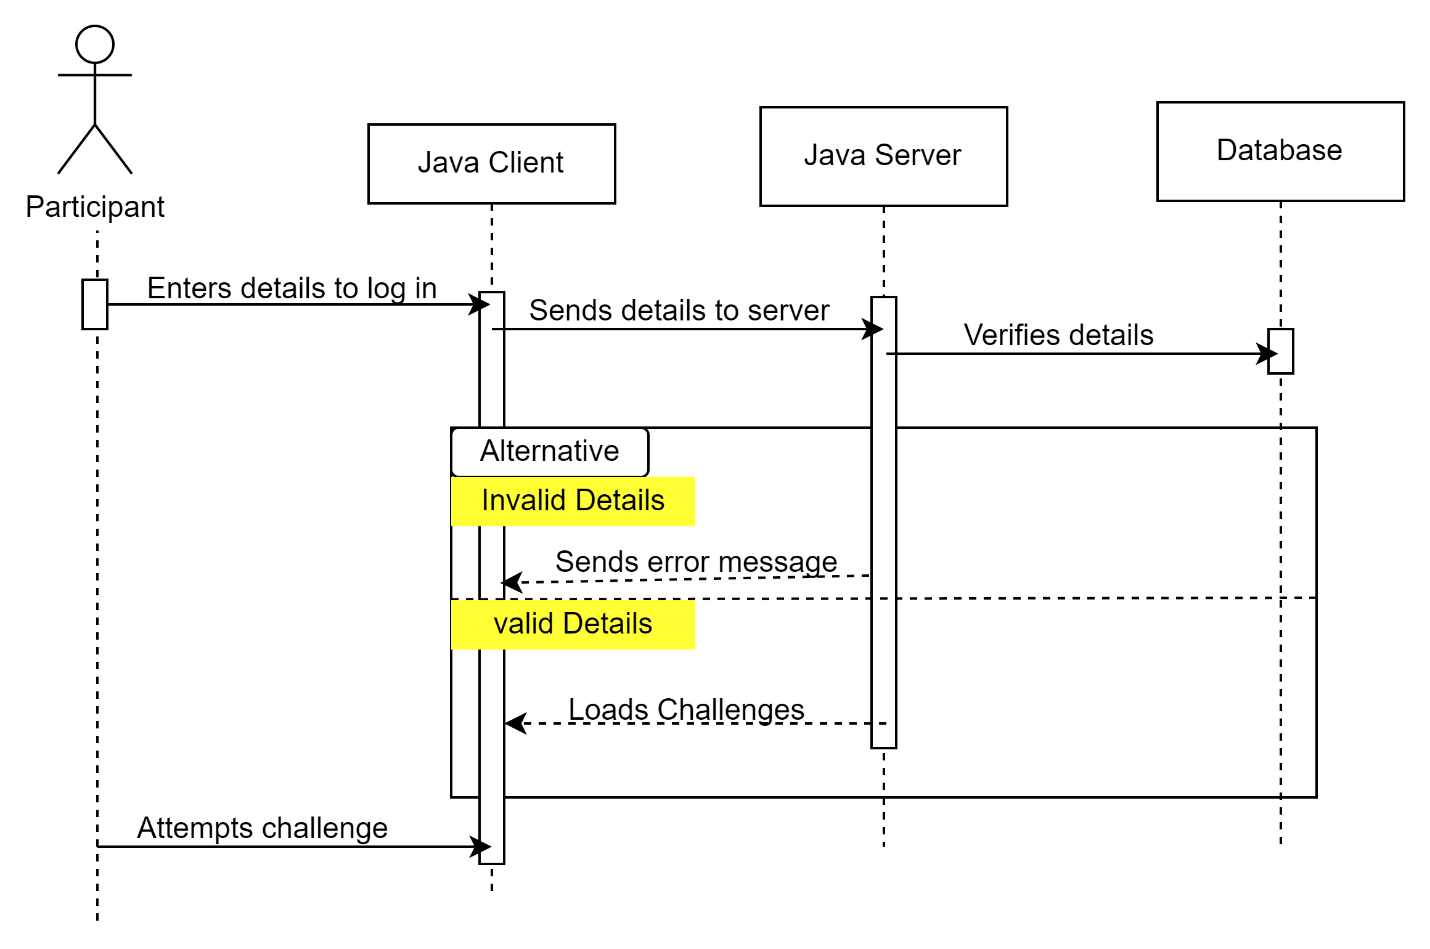 Participant
Java Client
Java Server
Database
Enters details to log in
Sends details to server
Verifies details
Alternative
Invalid Details
Sends error message
valid Details
Loads Challenges
Attempts challenge